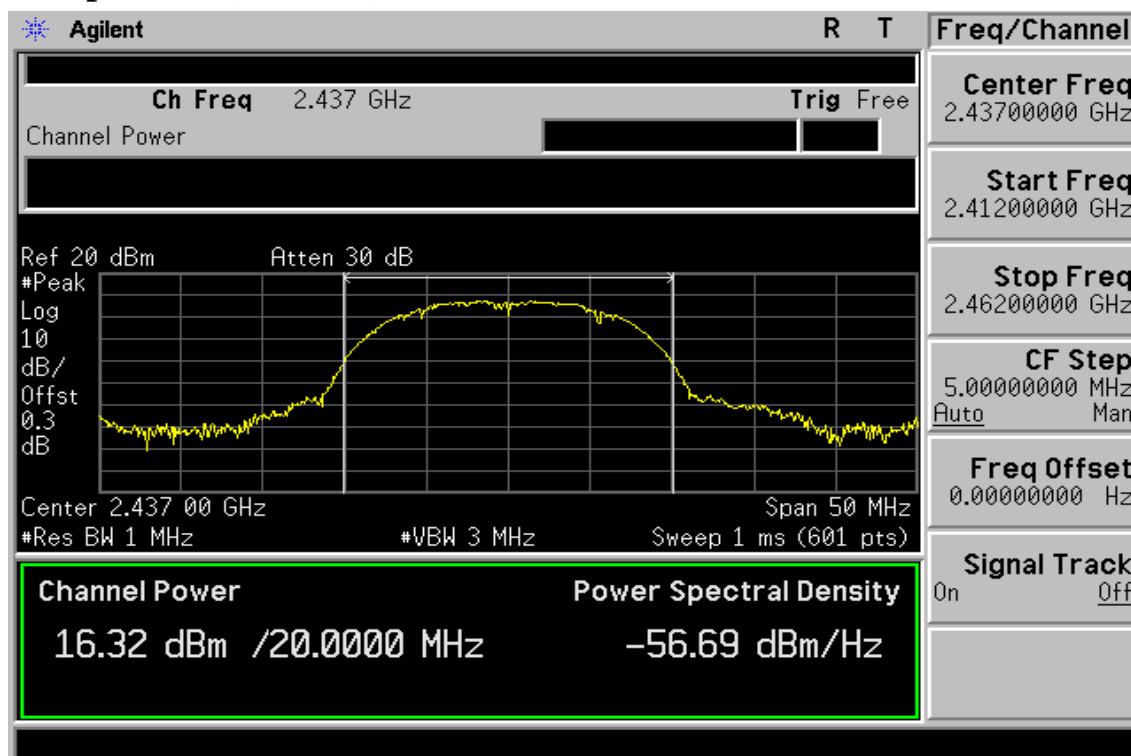 Agilent R T
Freq/Channel
Ch Freq 2.437 GHz Trig Free
Channel Power
Ref 20 dBm Atten 30 dB
#Peak
Log
10
dB/
Offst
0.3
dB
Center 2.437 00 GHz Span 50 MHz
#Res BW 1 MHz #VBW 3 MHz Sweep 1 ms (601 pts)
Channel Power Power Spectral Density
16.32 dBm /20.0000 MHz -56.69 dBm/Hz
Center Freq
2.43700000 GHz
Start Freq
2.41200000 GHz
Stop Freq
2.46200000 GHz
CF Step
5.00000000 MHz
Auto Man
Freq Offset
0.00000000 Hz
Signal Track
On Off